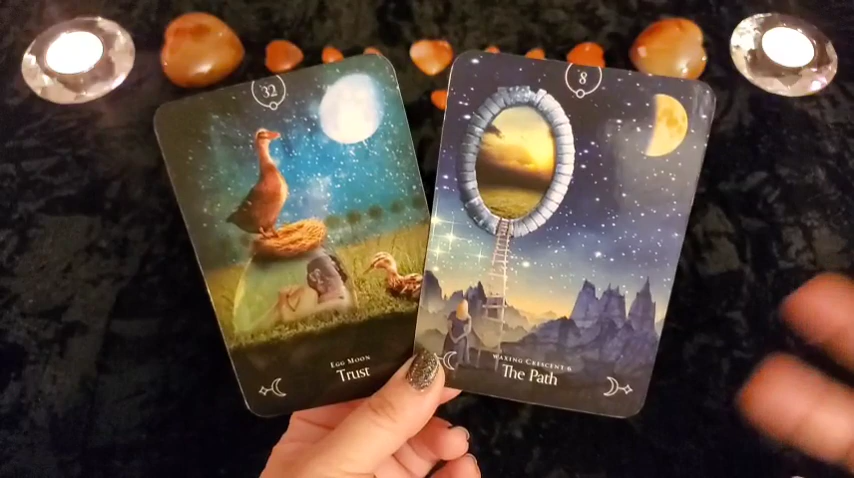 32
EGG MOON
Trust
8
WAXING CRESCENT 6
The Path